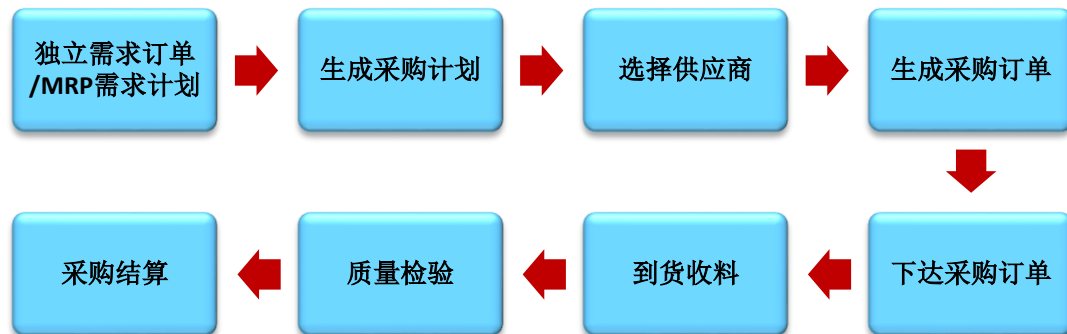 独立需求订单
/MRP需求计划
生成采购计划
选择供应商
生成采购订单
下达采购订单
到货收料
质量检验
采购结算